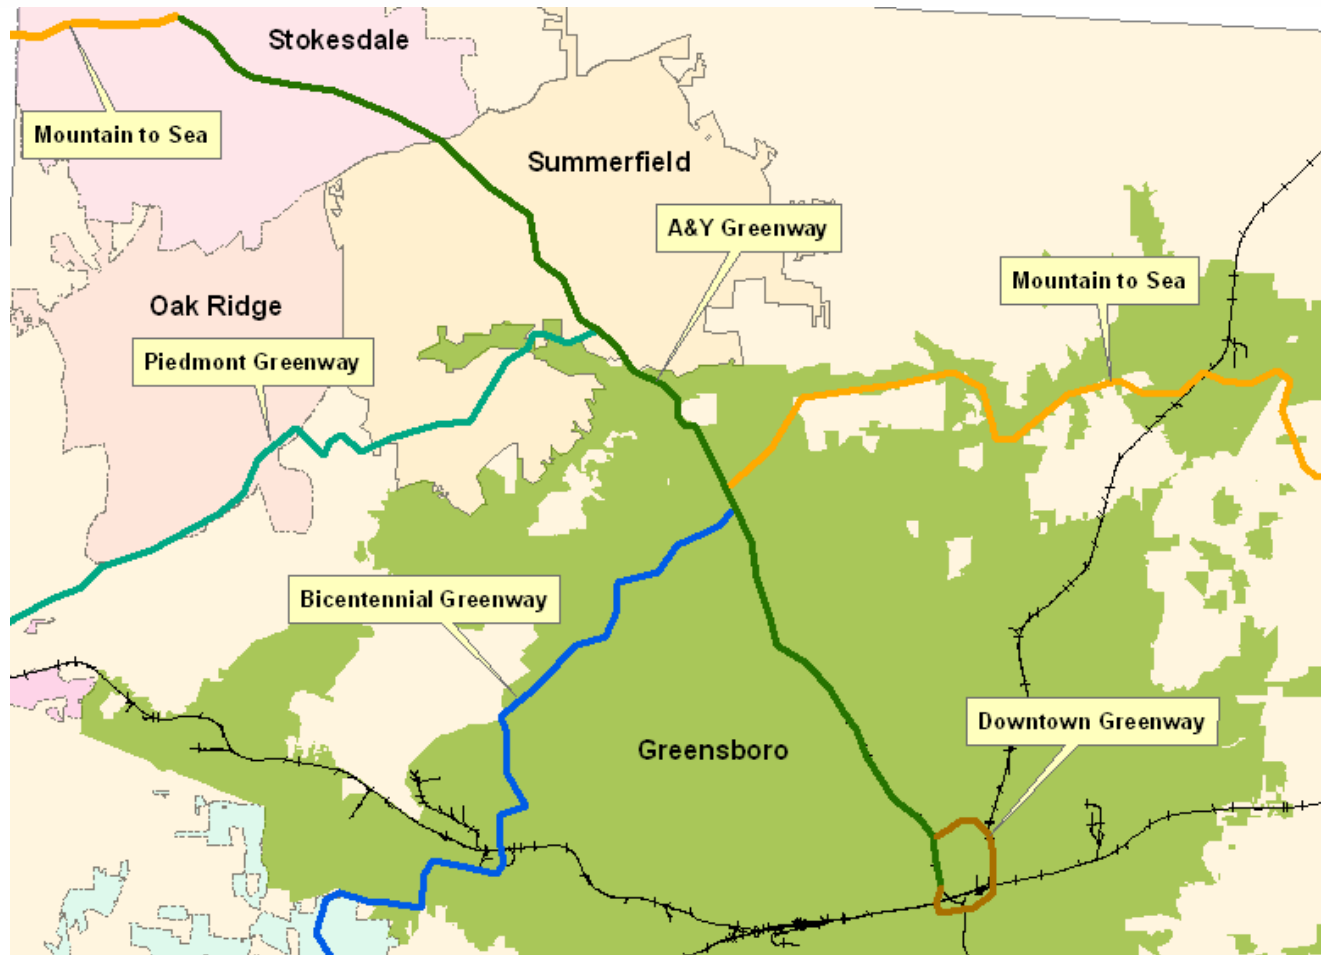 Stokesdale
Mountain to Sea
Summerfield
A&Y Greenway
Mountain to Sea
Oak Ridge
Piedmont Greenway
Bicentennial Greenway
Downtown Greenway
Greensboro